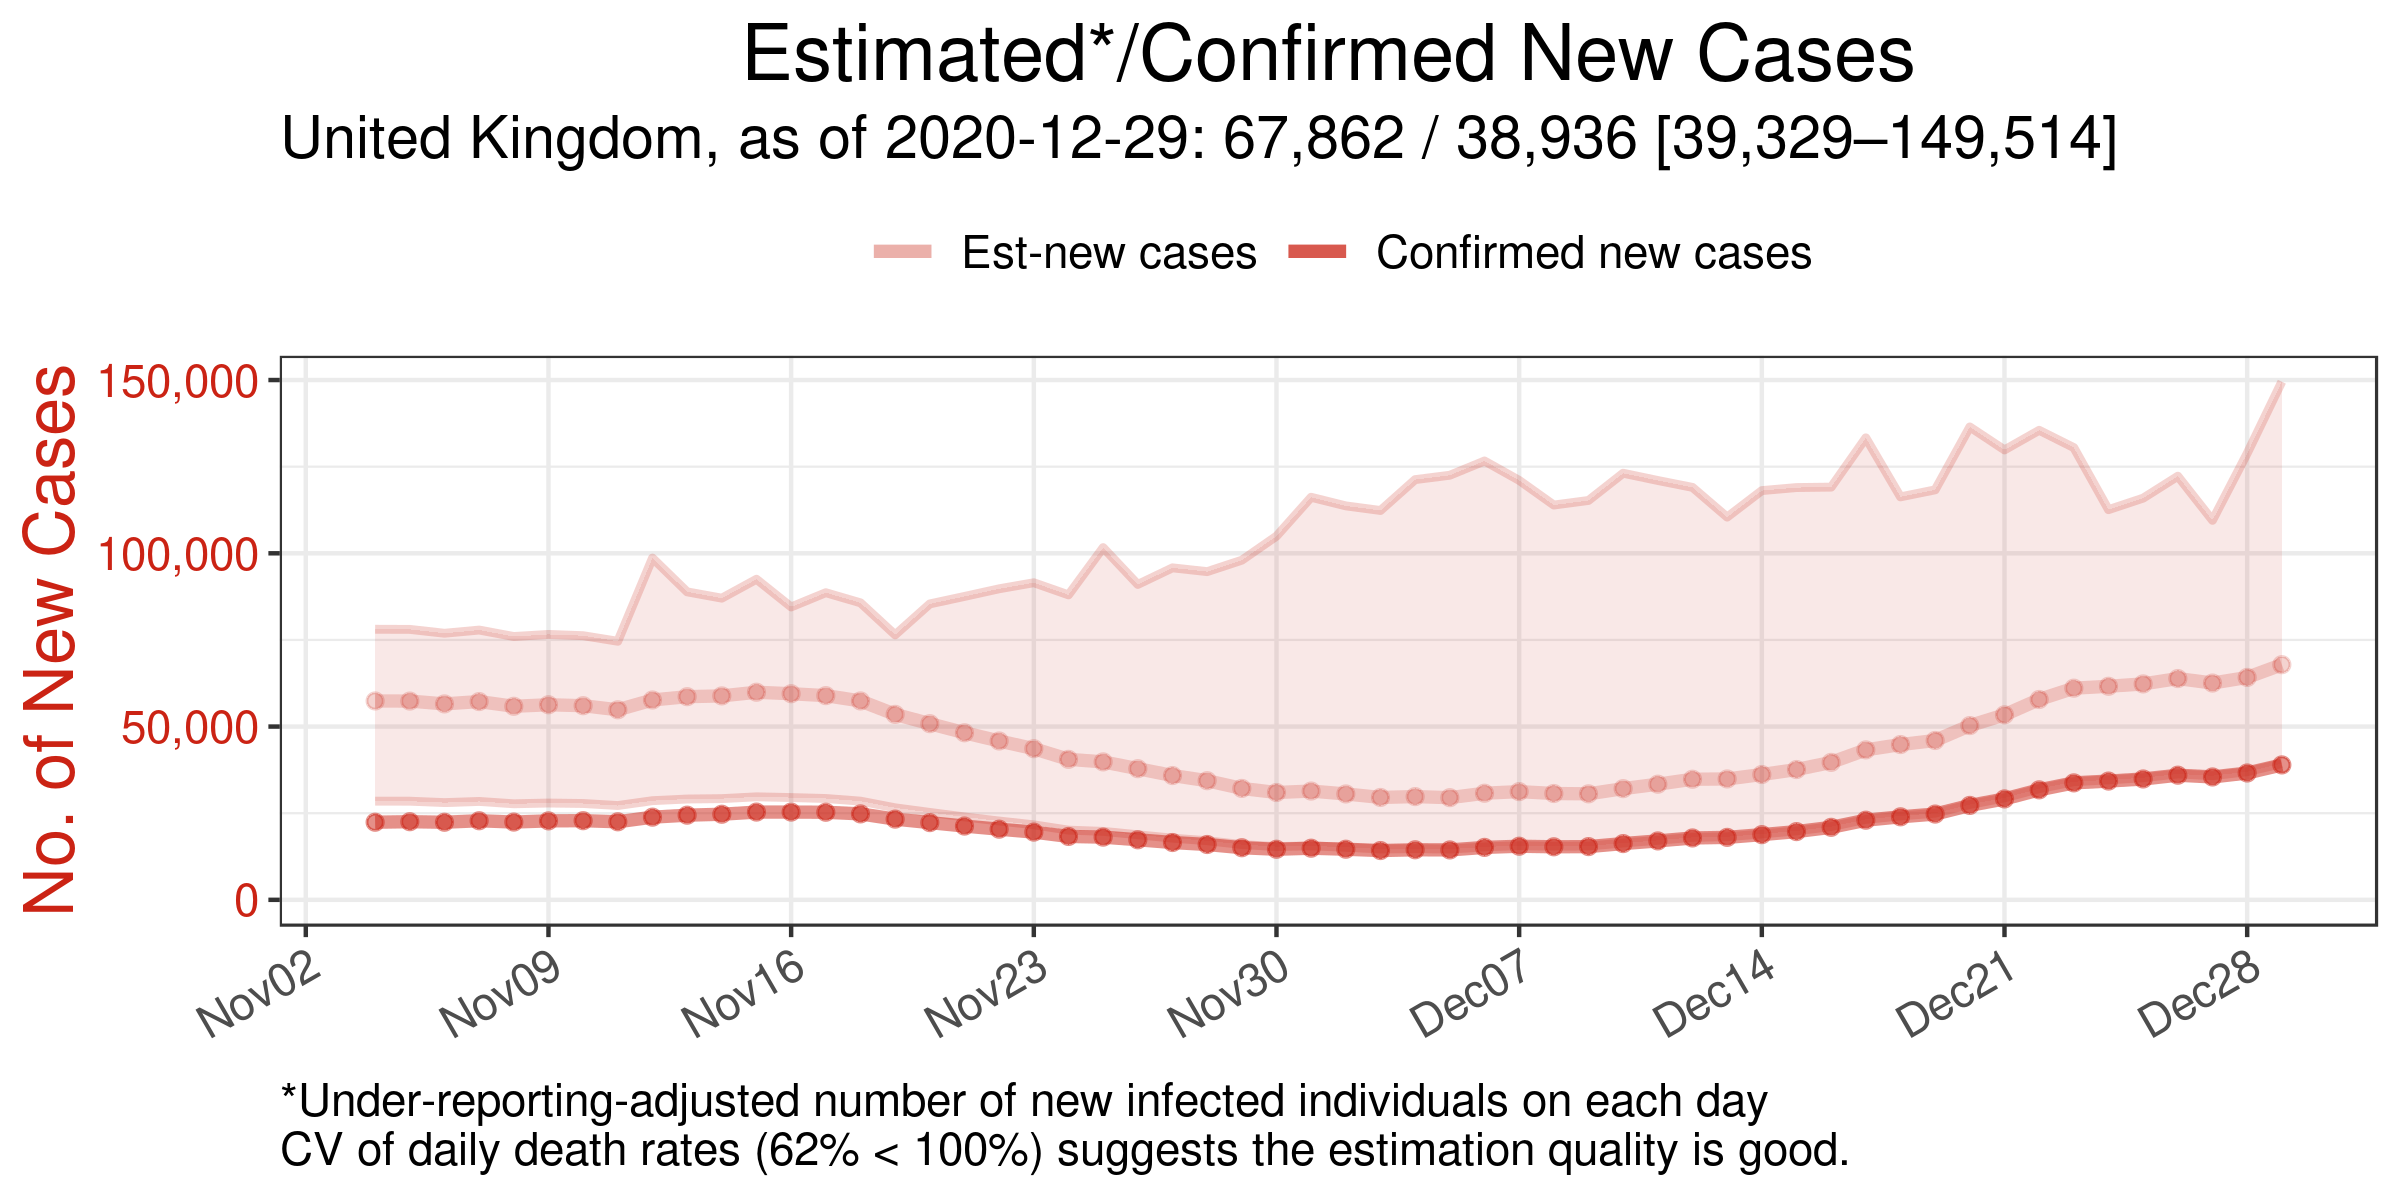 Estimated*/Confirmed New Cases
United Kingdom, as of 2020-12-29: 67,862 / 38,936 [39,329–149,514]
Est-new cases Confirmed new cases
No. of New Cases
150,000
100,000
50,000
0
Nov02 Nov09 Nov16 Nov23 Nov30 Dec07 Dec14 Dec21 Dec28
*Under-reporting-adjusted number of new infected individuals on each day
CV of daily death rates (62% < 100%) suggests the estimation quality is good.